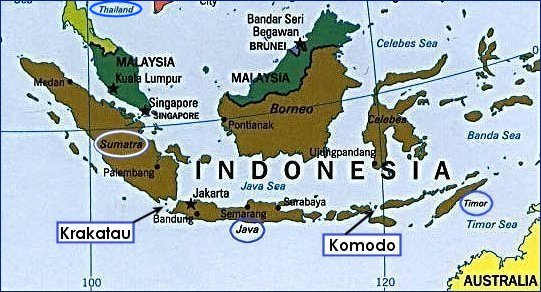 Thailand
City
Bandar Seri
Begawan
BRUNEI
Celebes Sea
MALAYSIA
Kuala Lumpur
MALAYSIA
Medan
Singapore
SINGAPORE
Borneo
Pontianak
Celebes
Sumatra
Banda Sea
Ujungpandang
Palembang
INDONESIA
Jakarta
Java Sea
Bandung
Semarang
Surabaya
Java
Timor
Timor Sea
Krakatau
Komodo
100
120
AUSTRALIA